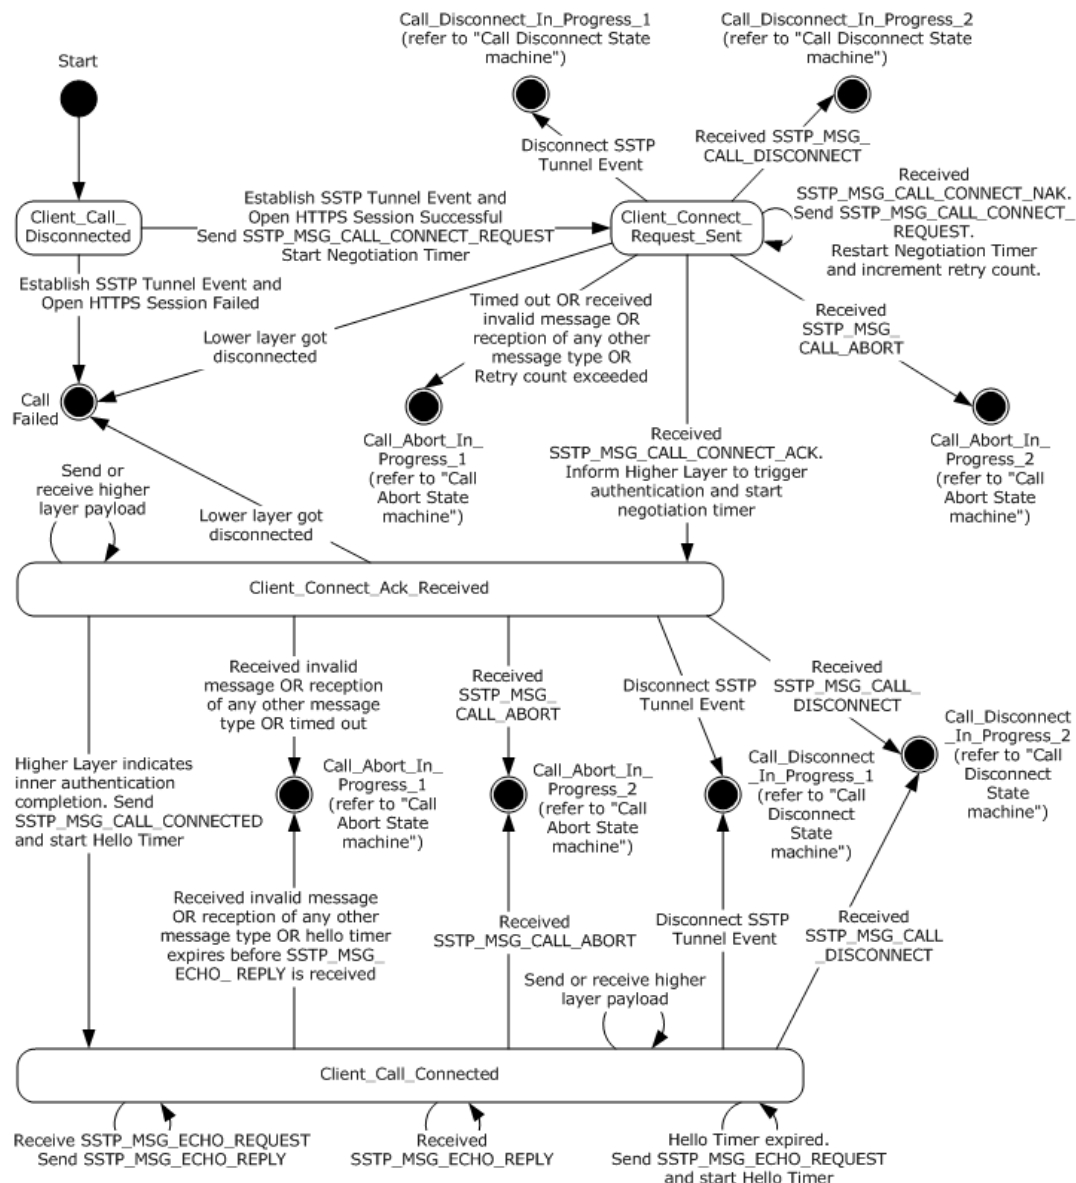 Call_Disconnect_In_Progress_1
(refer to "Call Disconnect State
machine")
Call_Disconnect_In_Progress_2
(refer to "Call Disconnect State
machine")
Start
Disconnect SSTP
Tunnel Event
Received SSTP_MSG_
CALL_DISCONNECT
Client_Call_
Disconnected
Establish SSTP Tunnel Event and
Open HTTPS Session Successful
Send SSTP_MSG_CALL_CONNECT_REQUEST
Start Negotiation Timer
Client_Connect_
Request_Sent
Received
SSTP_MSG_CALL_CONNECT_NAK.
Send SSTP_MSG_CALL_CONNECT_
REQUEST.
Restart Negotiation Timer
and increment retry count.
Establish SSTP Tunnel Event and
Open HTTPS Session Failed
Lower layer got
disconnected
Timed out OR received
invalid message OR
reception of any other
message type OR
Retry count exceeded
Received
SSTP_MSG_
CALL_ABORT
Call
Failed
Call_Abort_In_
Progress_1
(refer to "Call
Abort State
machine")
Received
SSTP_MSG_CALL_CONNECT_ACK.
Inform Higher Layer to trigger
authentication and start
negotiation timer
Call_Abort_In_
Progress_2
(refer to "Call
Abort State
machine")
Send or
receive higher
layer payload
Lower layer got
disconnected
Client_Connect_Ack_Received
Received invalid
message OR reception
of any other message
type OR timed out
Received
SSTP_MSG_
CALL_ABORT
Disconnect SSTP
Tunnel Event
Received
SSTP_MSG_CALL_
DISCONNECT
Higher Layer indicates
inner authentication
completion. Send
SSTP_MSG_CALL_CONNECTED
and start Hello Timer
Call_Abort_In_
Progress_1
(refer to "Call
Abort State
machine")
Call_Abort_In_
Progress_2
(refer to "Call
Abort State
machine")
Call_Disconnect
_In_Progress_1
(refer to "Call
Disconnect
State
machine")
Call_Disconnect
_In_Progress_2
(refer to "Call
Disconnect
State
machine")
Received invalid message
OR reception of any other
message type OR hello timer
expires before SSTP_MSG_
ECHO_ REPLY is received
Received
SSTP_MSG_CALL_ABORT
Disconnect SSTP
Tunnel Event
Received
SSTP_MSG_CALL
_DISCONNECT
Send or receive higher
layer payload
Client_Call_Connected
Receive SSTP_MSG_ECHO_REQUEST
Send SSTP_MSG_ECHO_REPLY
Received
SSTP_MSG_ECHO_REPLY
Hello Timer expired.
Send SSTP_MSG_ECHO_REQUEST
and start Hello Timer